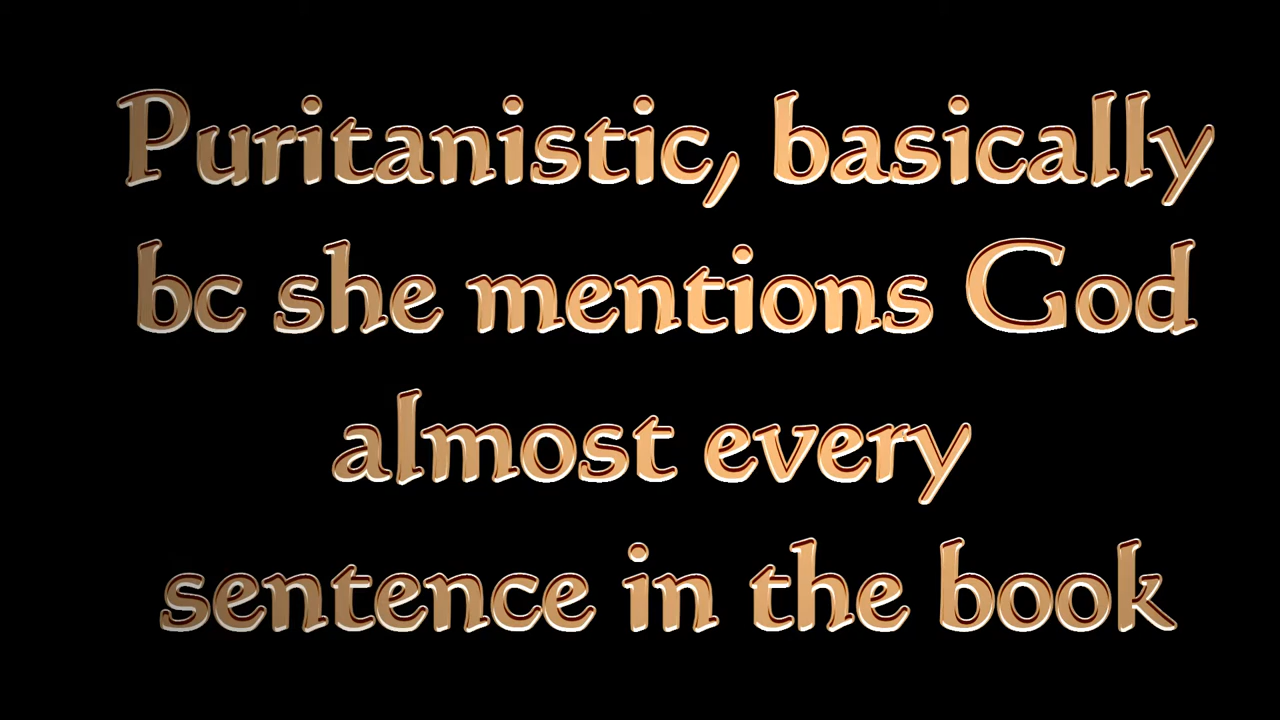 Puritanistic, basically
bc she mentions God
almost every
sentence in the book